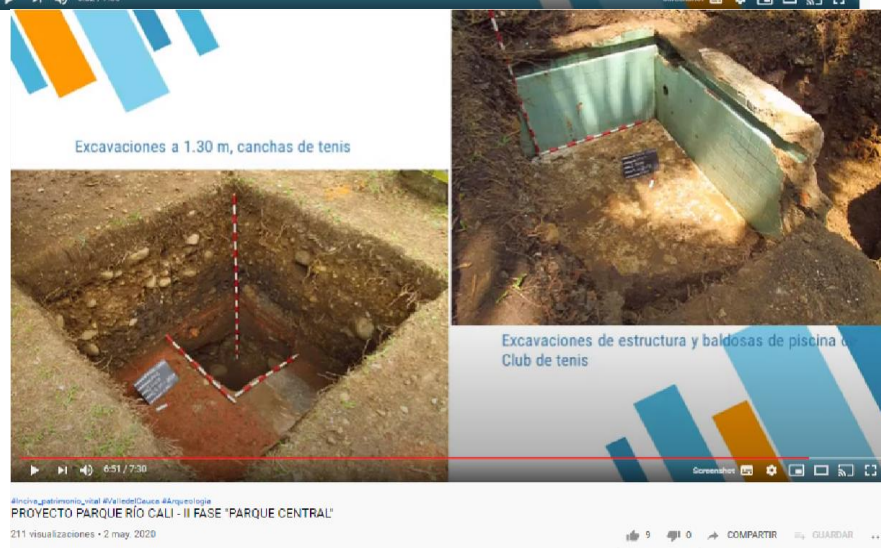 Excavaciones a 1.30 m, canchas de tenis
Excavaciones de estructura y baldosas de piscina
Club de tenis
6:51 / 7:30
Screenshot
#Inciva_patrimonio_vital #ValledelCauca #Arqueologia
PROYECTO PARQUE RÍO CALI - II FASE "PARQUE CENTRAL"
211 visualizaciones • 2 may. 2020
9
0
COMPARTIR
GUARDAR